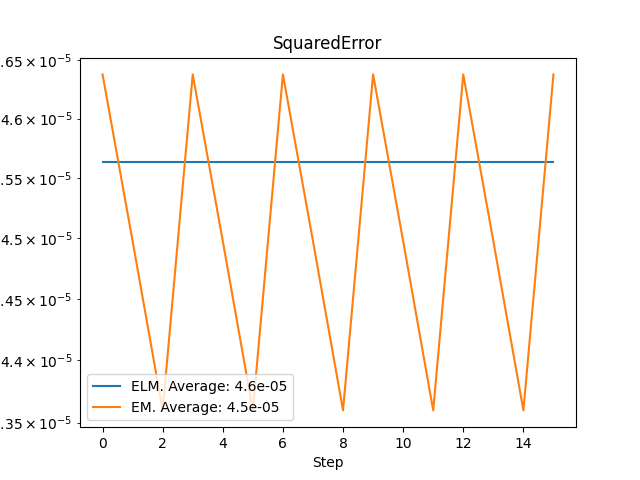 SquaredError
.65 × 10⁻⁵
4.6 × 10⁻⁵
.55 × 10⁻⁵
4.5 × 10⁻⁵
.45 × 10⁻⁵
4.4 × 10⁻⁵
.35 × 10⁻⁵
ELM. Average: 4.6e-05
EM. Average: 4.5e-05
0 2 4 6 8 10 12 14
Step